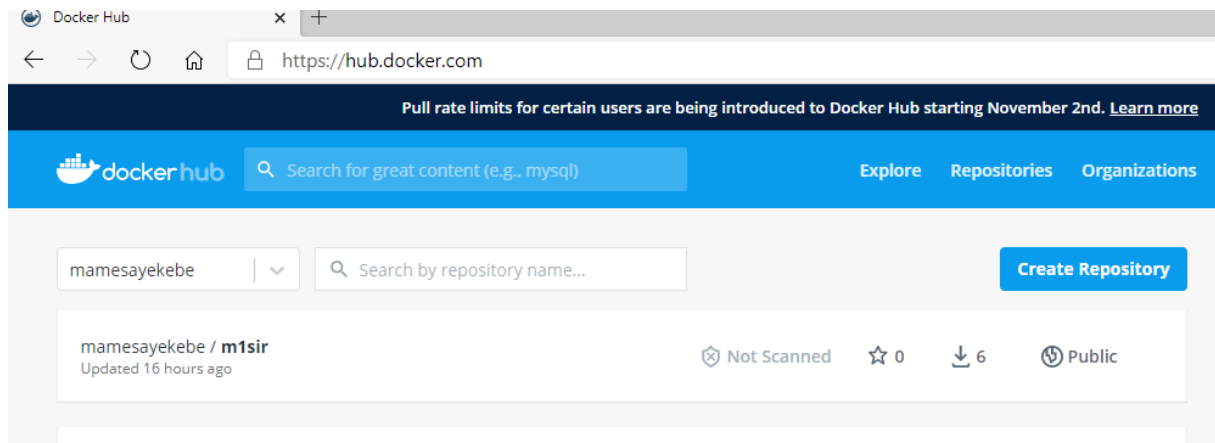 Docker Hub
https://hub.docker.com
Pull rate limits for certain users are being introduced to Docker Hub starting November 2nd. Learn more
dockerhub Search for great content (e.g., mysql) Explore Repositories Organizations
mamesayekebe Search by repository name... Create Repository
mamesayekebe / m1sir Not Scanned 0 6 Public
Updated 16 hours ago